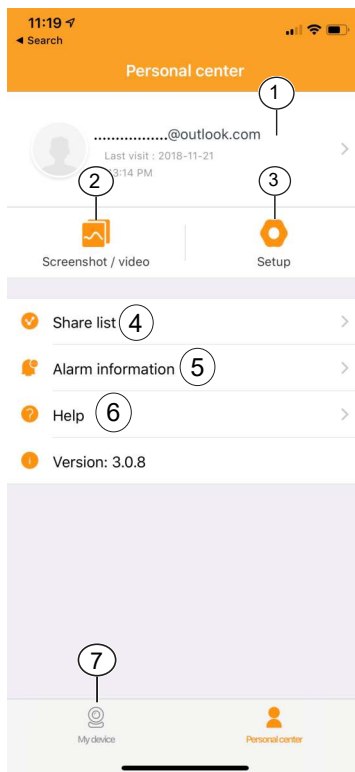 11:19
◀ Search
Personal center
1
..................@outlook.com
Last visit : 2018-11-21
3:14 PM
2
3
Screenshot / video
Setup
Share list 4
Alarm information 5
Help 6
Version: 3.0.8
7
My device
Personal center